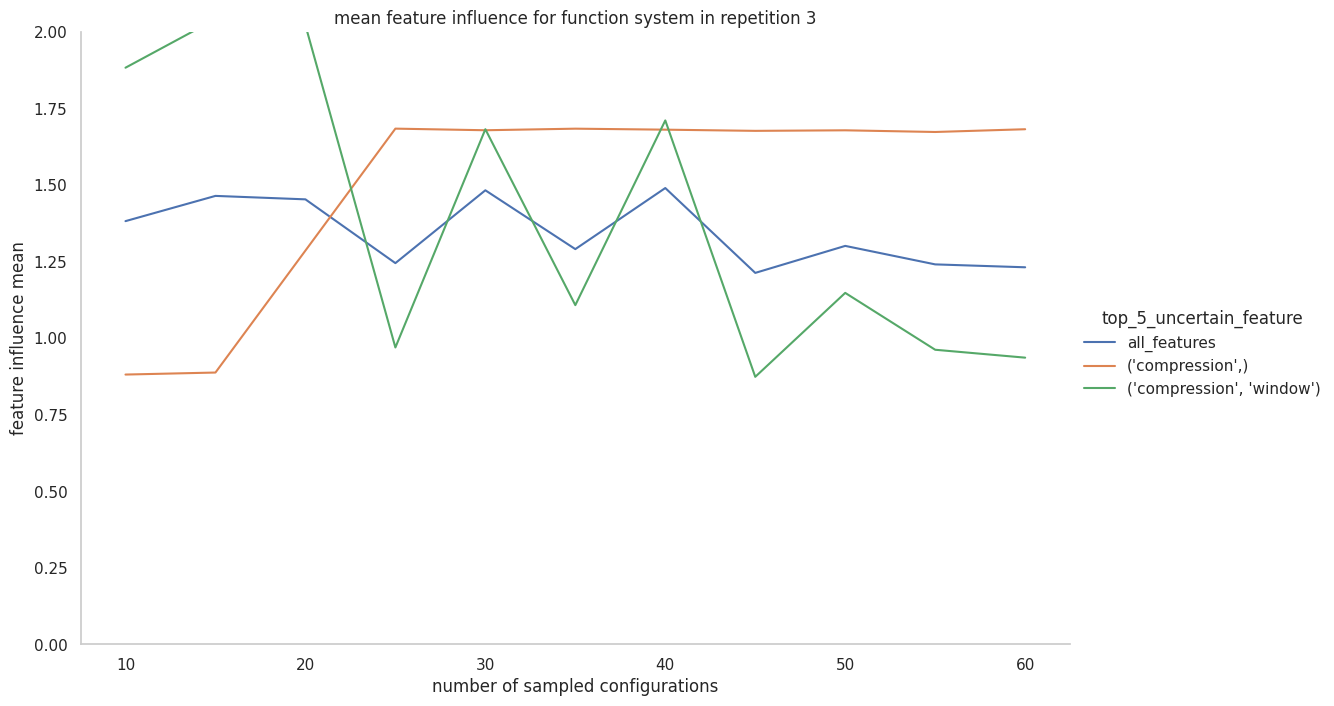 mean feature influence for function system in repetition 3
2.00
1.75
1.50
1.25
1.00
0.75
0.50
0.25
0.00
feature influence mean
10 20 30 40 50 60
number of sampled configurations
top_5_uncertain_feature
all_features
('compression',)
('compression', 'window')